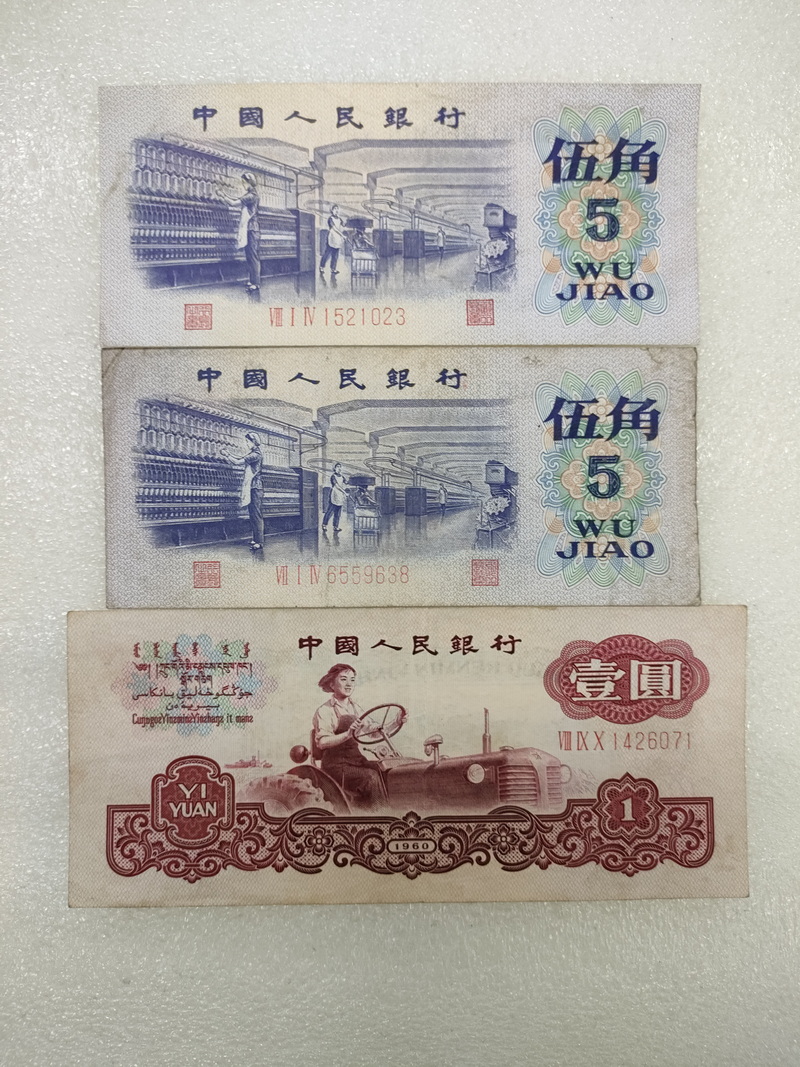 中國人民銀行
伍角
5
WU
JIAO
VIII I IV 1521023
中國人民銀行
伍角
5
WU
JIAO
VII I IV 6559638
中國人民銀行
壹圓
VIII IX X 1426071
YI
YUAN
1
1960